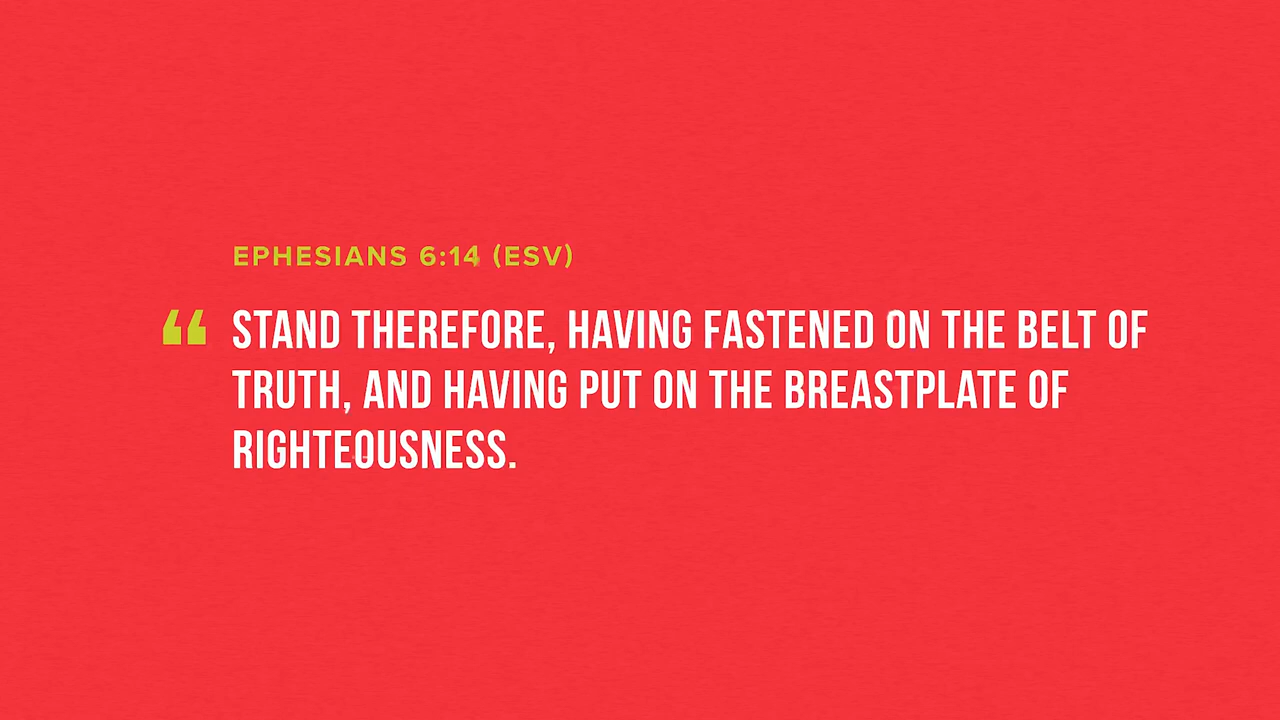 EPHESIANS 6:14 (ESV)
“ STAND THEREFORE, HAVING FASTENED ON THE BELT OF
TRUTH, AND HAVING PUT ON THE BREASTPLATE OF
RIGHTEOUSNESS.